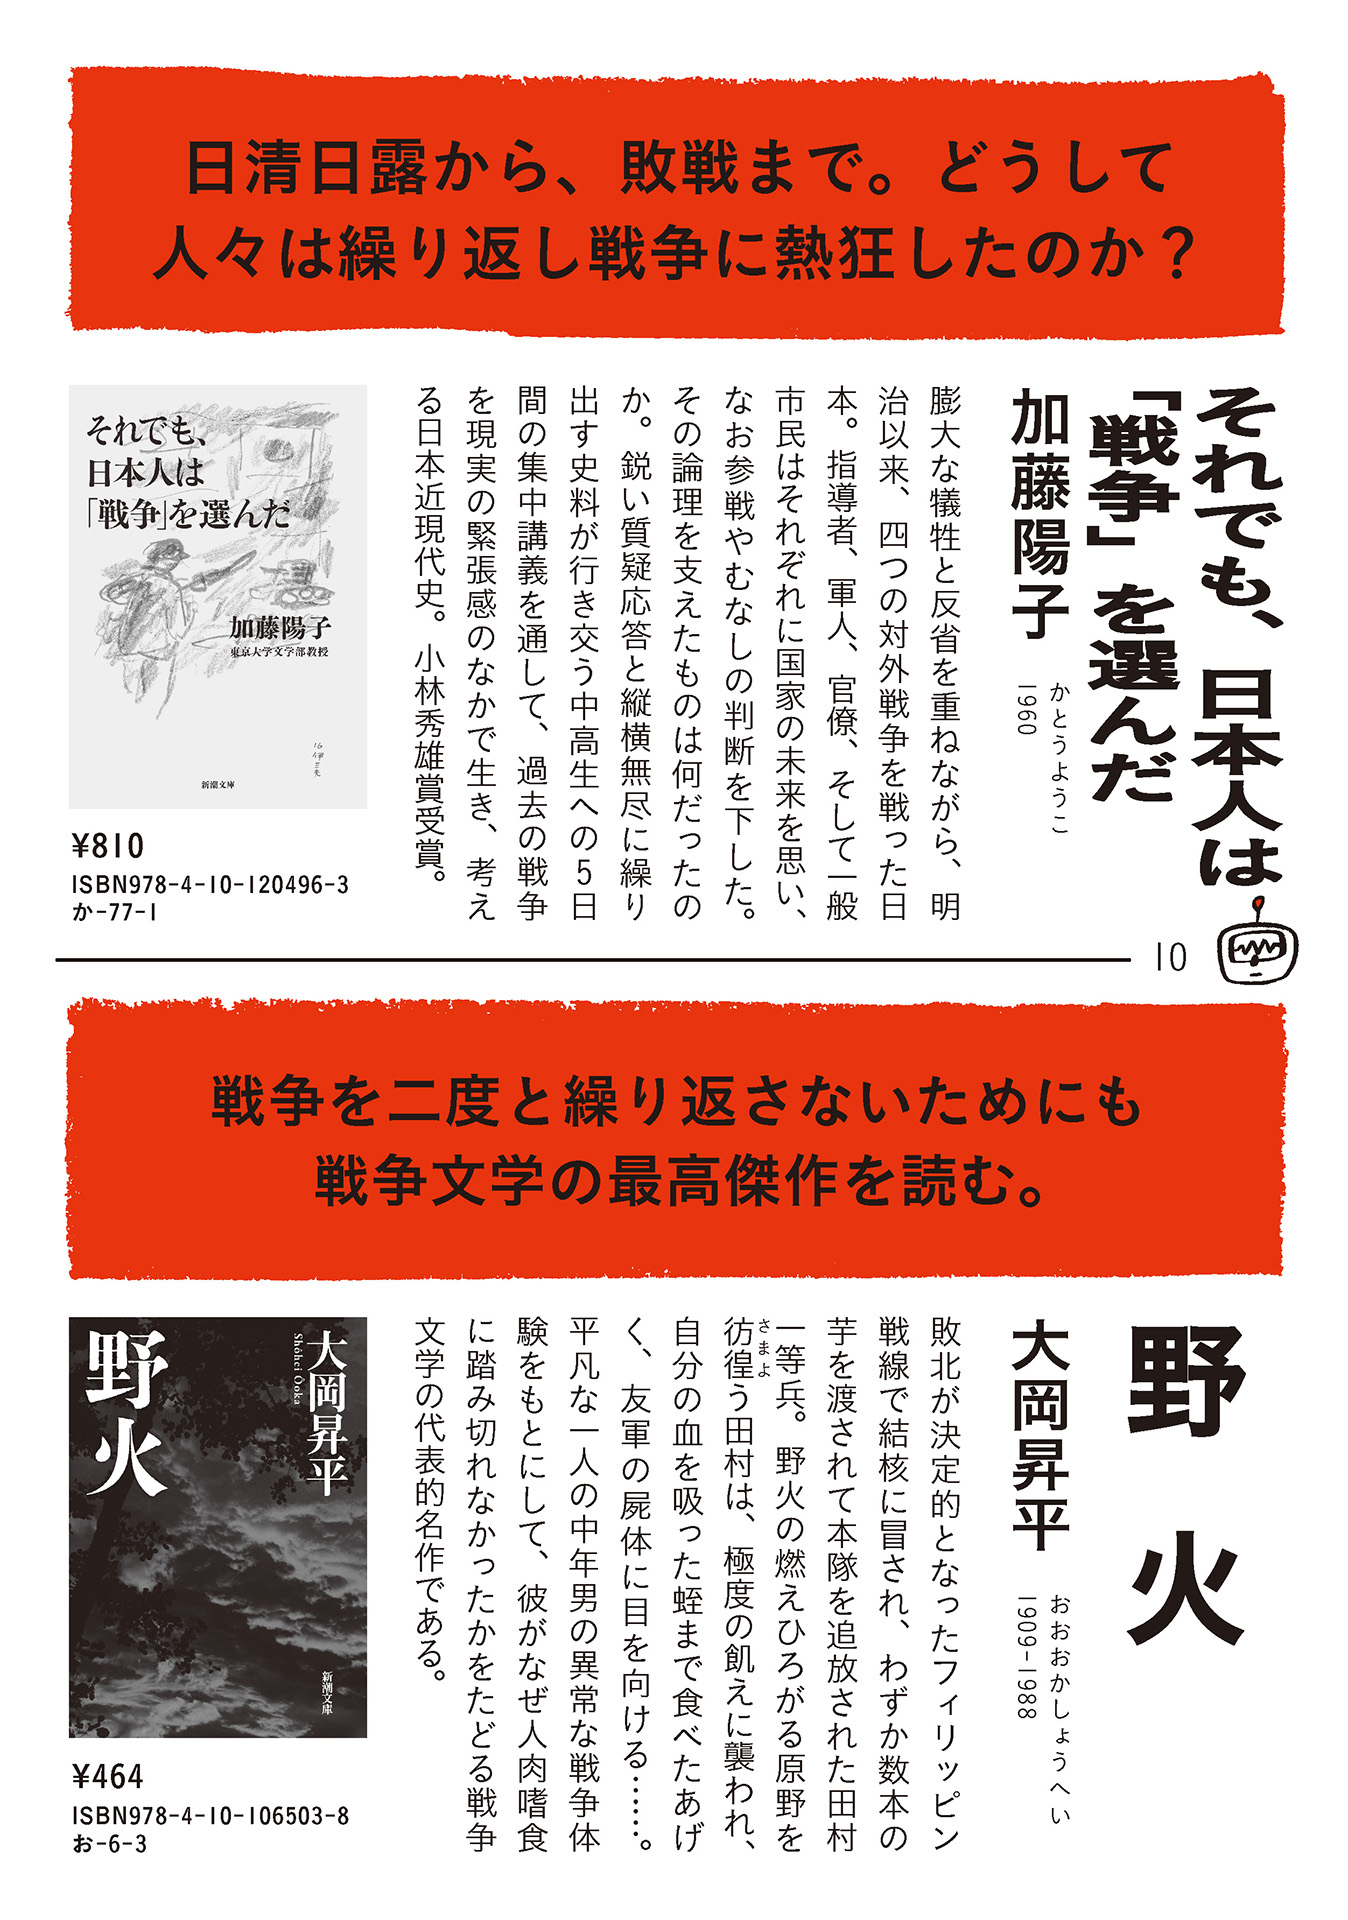 日清日露から、敗戦まで。どうして
人々は繰り返し戦争に熱狂したのか？
それでも、日本人は
「戦争」を選んだ
加藤陽子
かとうようこ
1960
膨大な犠牲と反省を重ねながら、明
治以来、四つの対外戦争を戦った日
本。指導者、軍人、官僚、そして一般
市民はそれぞれに国家の未来を思い、
なお参戦やむなしの判断を下した。
その論理を支えたものは何だったの
か。鋭い質疑応答と縦横無尽に繰り
出す史料が行き交う中高生への5日
間の集中講義を通して、過去の戦争
を現実の緊張感のなかで生き、考え
る日本近現代史。小林秀雄賞受賞。
それでも、
日本人は
「戦争」を選んだ
加藤陽子
東京大学文学部教授
新潮文庫
¥810
ISBN978-4-10-120496-3
か-77-1
10
戦争を二度と繰り返さないためにも
戦争文学の最高傑作を読む。
野火
大岡昇平
おおおかしょうへい
1909-1988
敗北が決定的となったフィリッピン
戦線で結核に冒され、わずか数本の
芋を渡されて本隊を追放された田村
一等兵。野火の燃えひろがる原野を
さまよ
彷徨う田村は、極度の飢えに襲われ、
自分の血を吸った蛭まで食べたあげ
く、友軍の屍体に目を向ける……。
平凡な一人の中年男の異常な戦争体
験をもとにして、彼がなぜ人肉嗜食
に踏み切れなかったかをたどる戦争
文学の代表的名作である。
大岡昇平
Shōhei Ōoka
野火
新潮文庫
¥464
ISBN978-4-10-106503-8
お-6-3